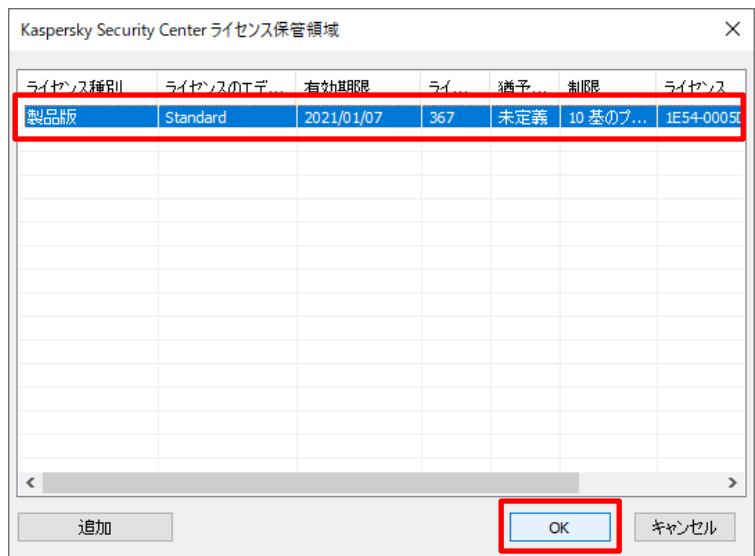 Kaspersky Security Center ライセンス保管領域
ライセンス種別 ライセンスのエデ... 有効期限 ライ... 猶予... 制限 ライセンス
製品版 Standard 2021/01/07 367 未定義 10 基のプ... 1E54-0005
追加 OK キャンセル